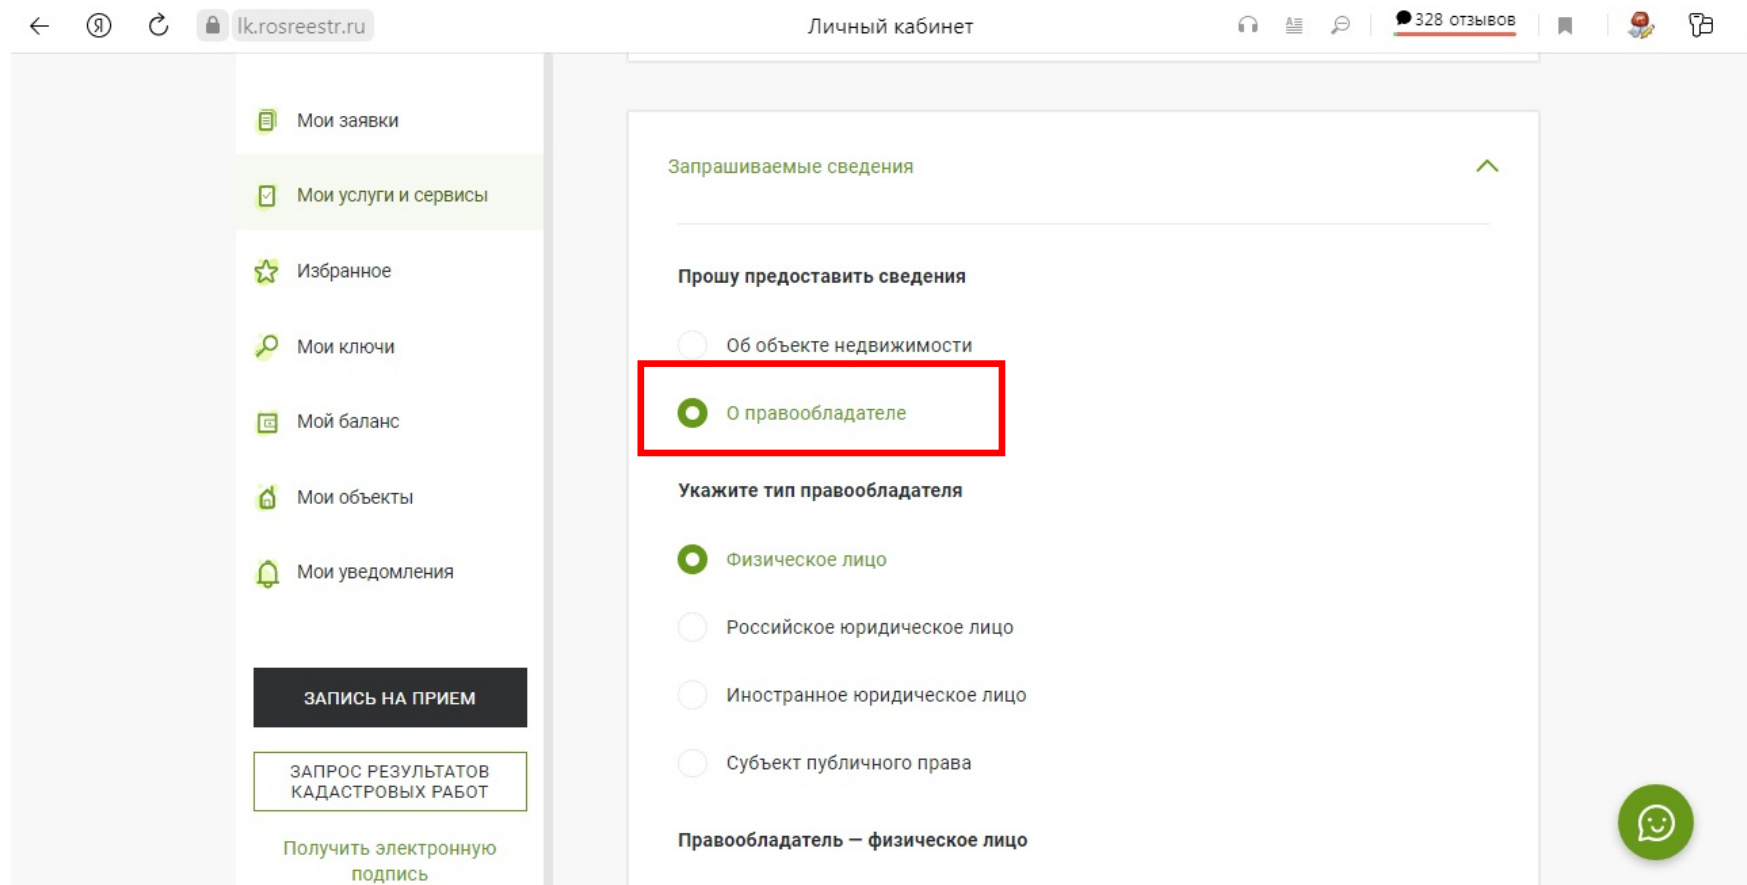 lk.rosreestr.ru
Личный кабинет
328 отзывов
Мои заявки
Мои услуги и сервисы
Избранное
Мои ключи
Мой баланс
Мои объекты
Мои уведомления
ЗАПИСЬ НА ПРИЕМ
ЗАПРОС РЕЗУЛЬТАТОВ
КАДАСТРОВЫХ РАБОТ
Получить электронную
подпись
Запрашиваемые сведения
Прошу предоставить сведения
Об объекте недвижимости
О правообладателе
Укажите тип правообладателя
Физическое лицо
Российское юридическое лицо
Иностранное юридическое лицо
Субъект публичного права
Правообладатель — физическое лицо